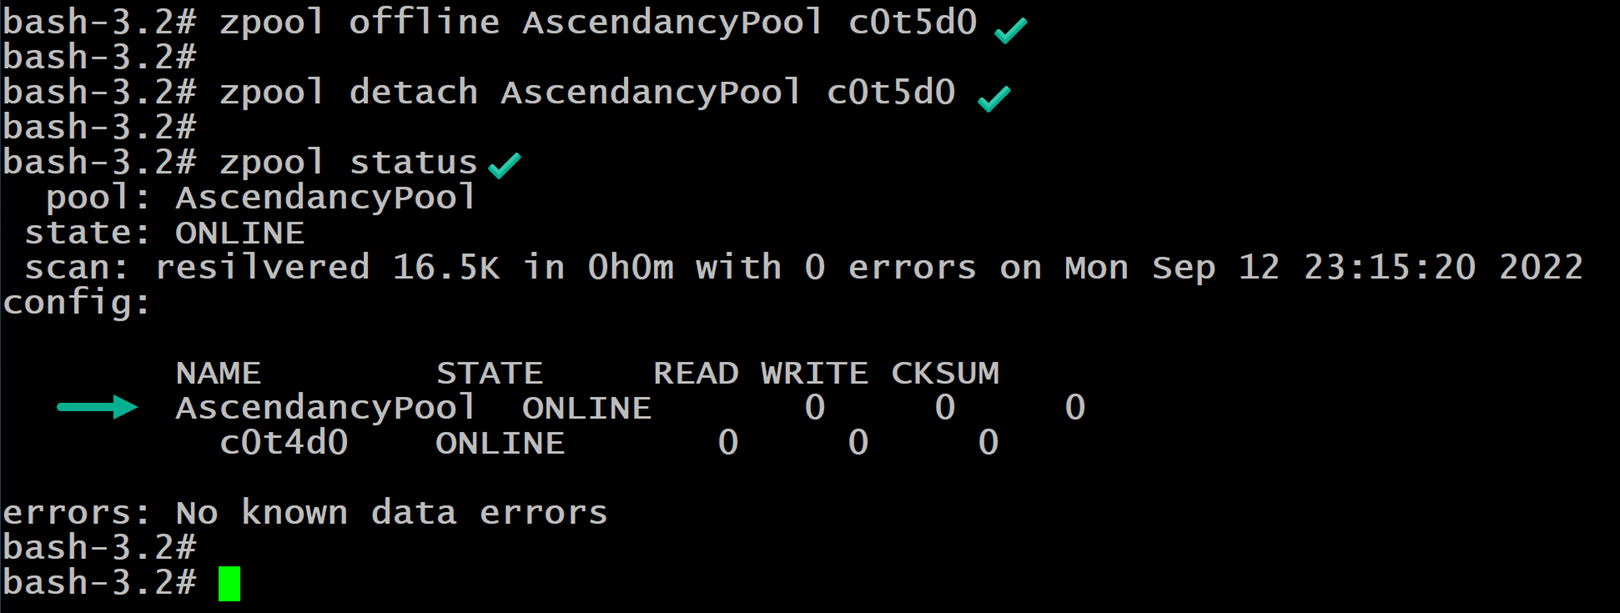 bash-3.2# zpool offline AscendancyPool c0t5d0
bash-3.2#
bash-3.2# zpool detach AscendancyPool c0t5d0
bash-3.2#
bash-3.2# zpool status
  pool: AscendancyPool
 state: ONLINE
 scan: resilvered 16.5K in 0h0m with 0 errors on Mon Sep 12 23:15:20 2022
config:
        NAME        STATE     READ WRITE CKSUM
        AscendancyPool  ONLINE       0     0     0
          c0t4d0    ONLINE       0     0     0
errors: No known data errors
bash-3.2#
bash-3.2#